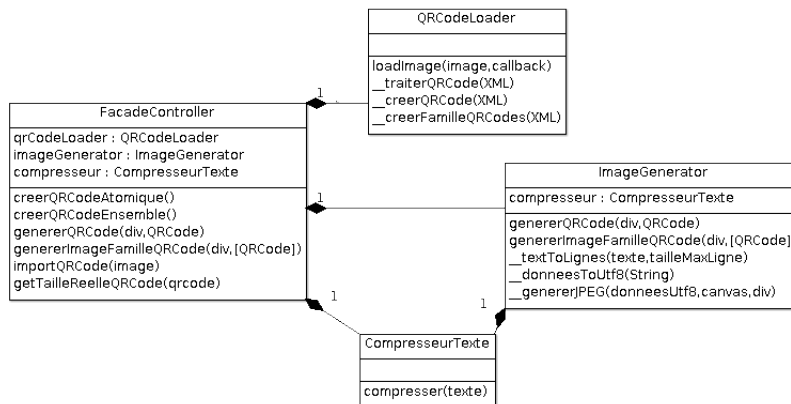 QRCodeLoader
loadImage(image,callback)
__traiterQRCode(XML)
__creerQRCode(XML)
__creerFamilleQRCodes(XML)
1
FacadeController
qrCodeLoader : QRCodeLoader
imageGenerator : ImageGenerator
compresseur : CompresseurTexte
creerQRCodeAtomique()
creerQRCodeEnsemble()
genererQRCode(div,QRCode)
genererImageFamilleQRCode(div,[QRCode])
importQRCode(image)
getTailleReelleQRCode(qrcode)
1
ImageGenerator
compresseur : CompresseurTexte
genererQRCode(div,QRCode)
genererImageFamilleQRCode(div,[QRCode]
__textToLignes(texte,tailleMaxLigne)
__donneesToUtf8(String)
__genererJPEG(donneesUtf8,canvas,div)
1
1
CompresseurTexte
compresser(texte)